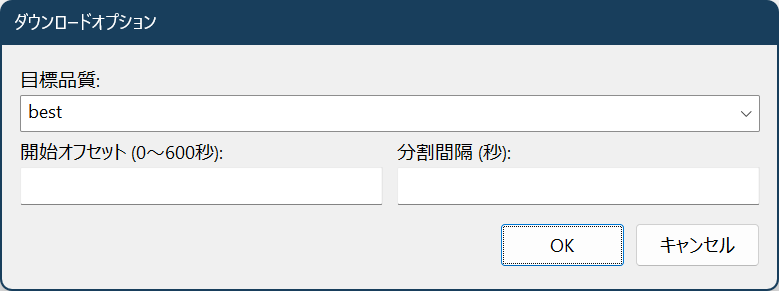 ダウンロードオプション
目標品質:
best
開始オフセット (0～600秒):
分割間隔 (秒):
OK
キャンセル